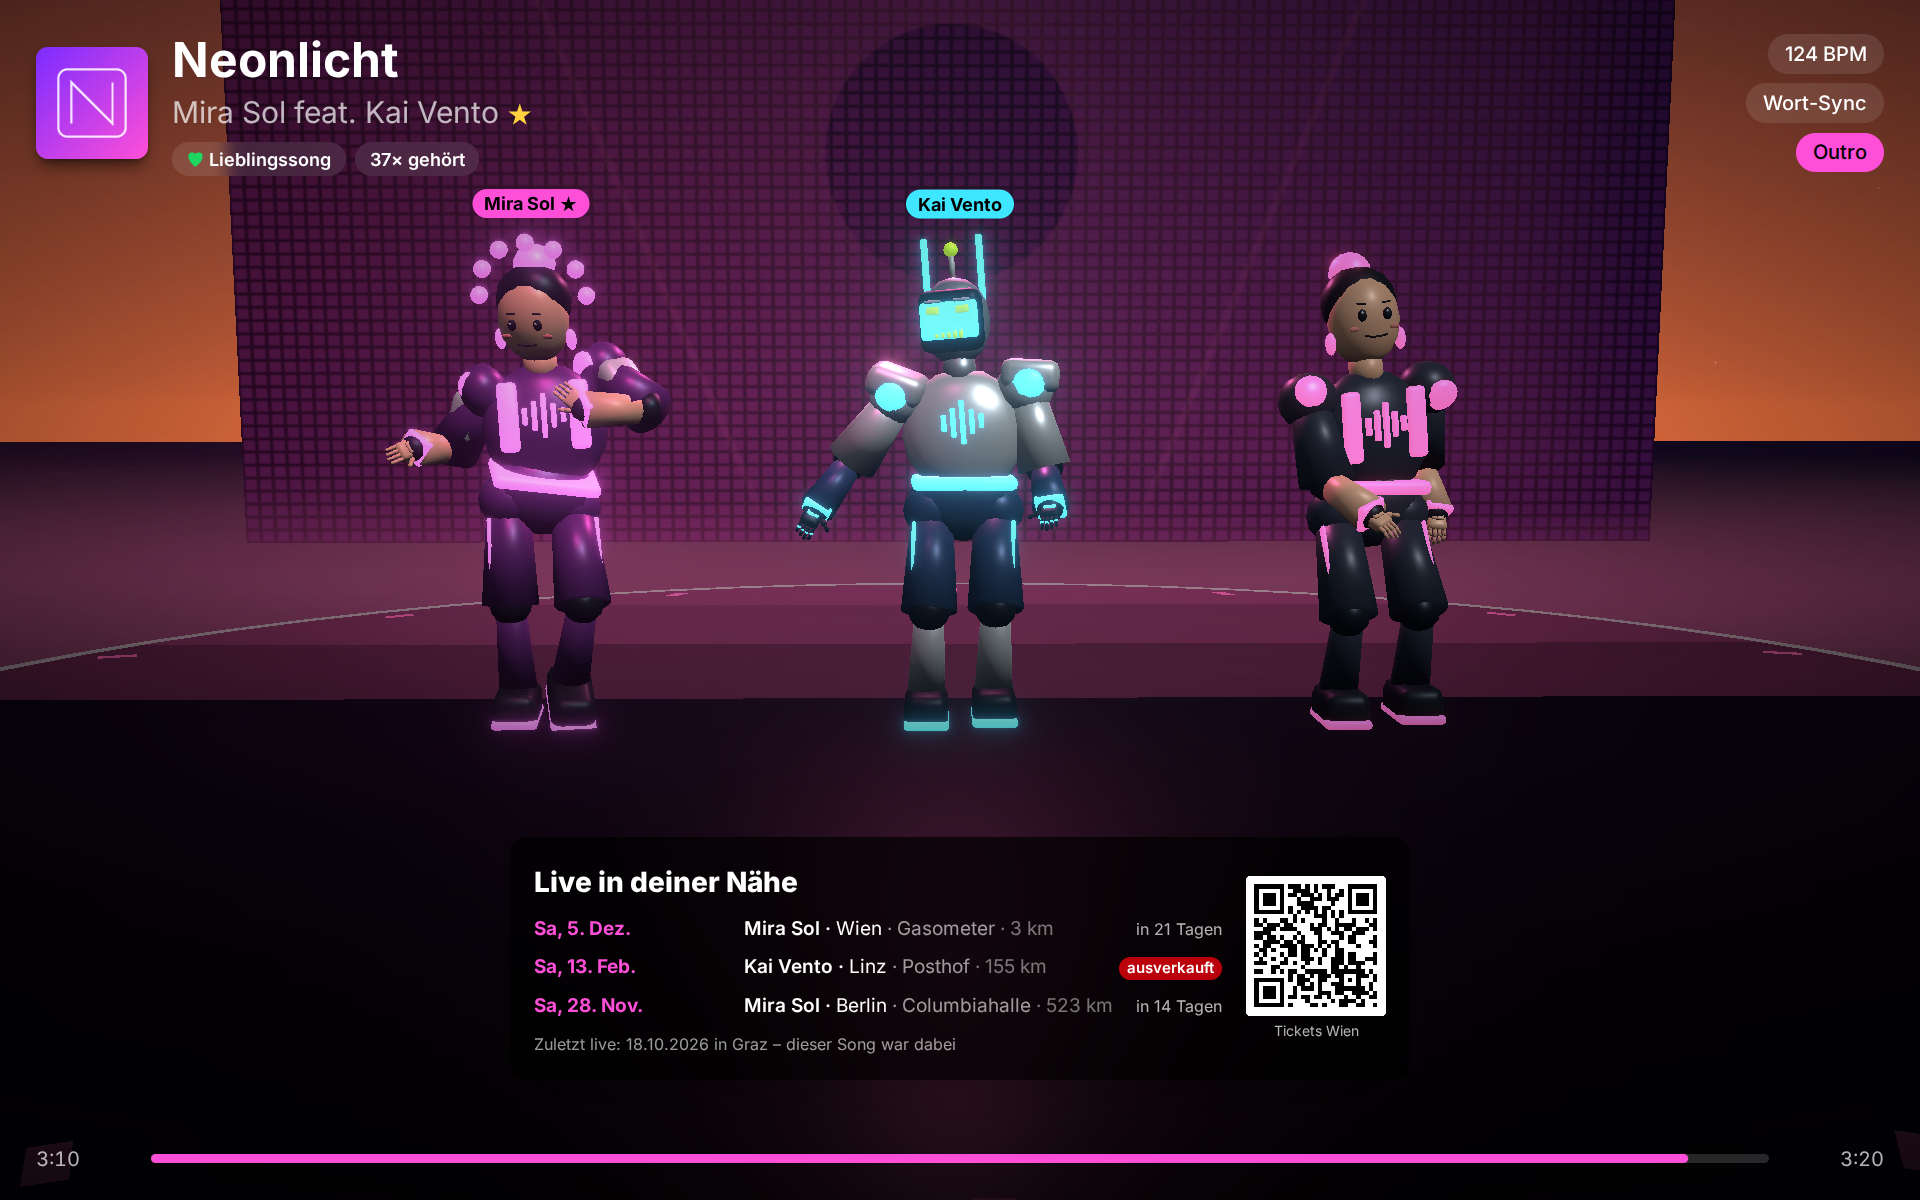 N
Neonlicht
Mira Sol feat. Kai Vento ★
Lieblingssong
37× gehört
124 BPM
Wort-Sync
Outro
Mira Sol ★
Kai Vento
Live in deiner Nähe
Sa, 5. Dez. Mira Sol · Wien · Gasometer · 3 km in 21 Tagen
Sa, 13. Feb. Kai Vento · Linz · Posthof · 155 km ausverkauft
Sa, 28. Nov. Mira Sol · Berlin · Columbiahalle · 523 km in 14 Tagen
Zuletzt live: 18.10.2026 in Graz – dieser Song war dabei
Tickets Wien
3:10
3:20